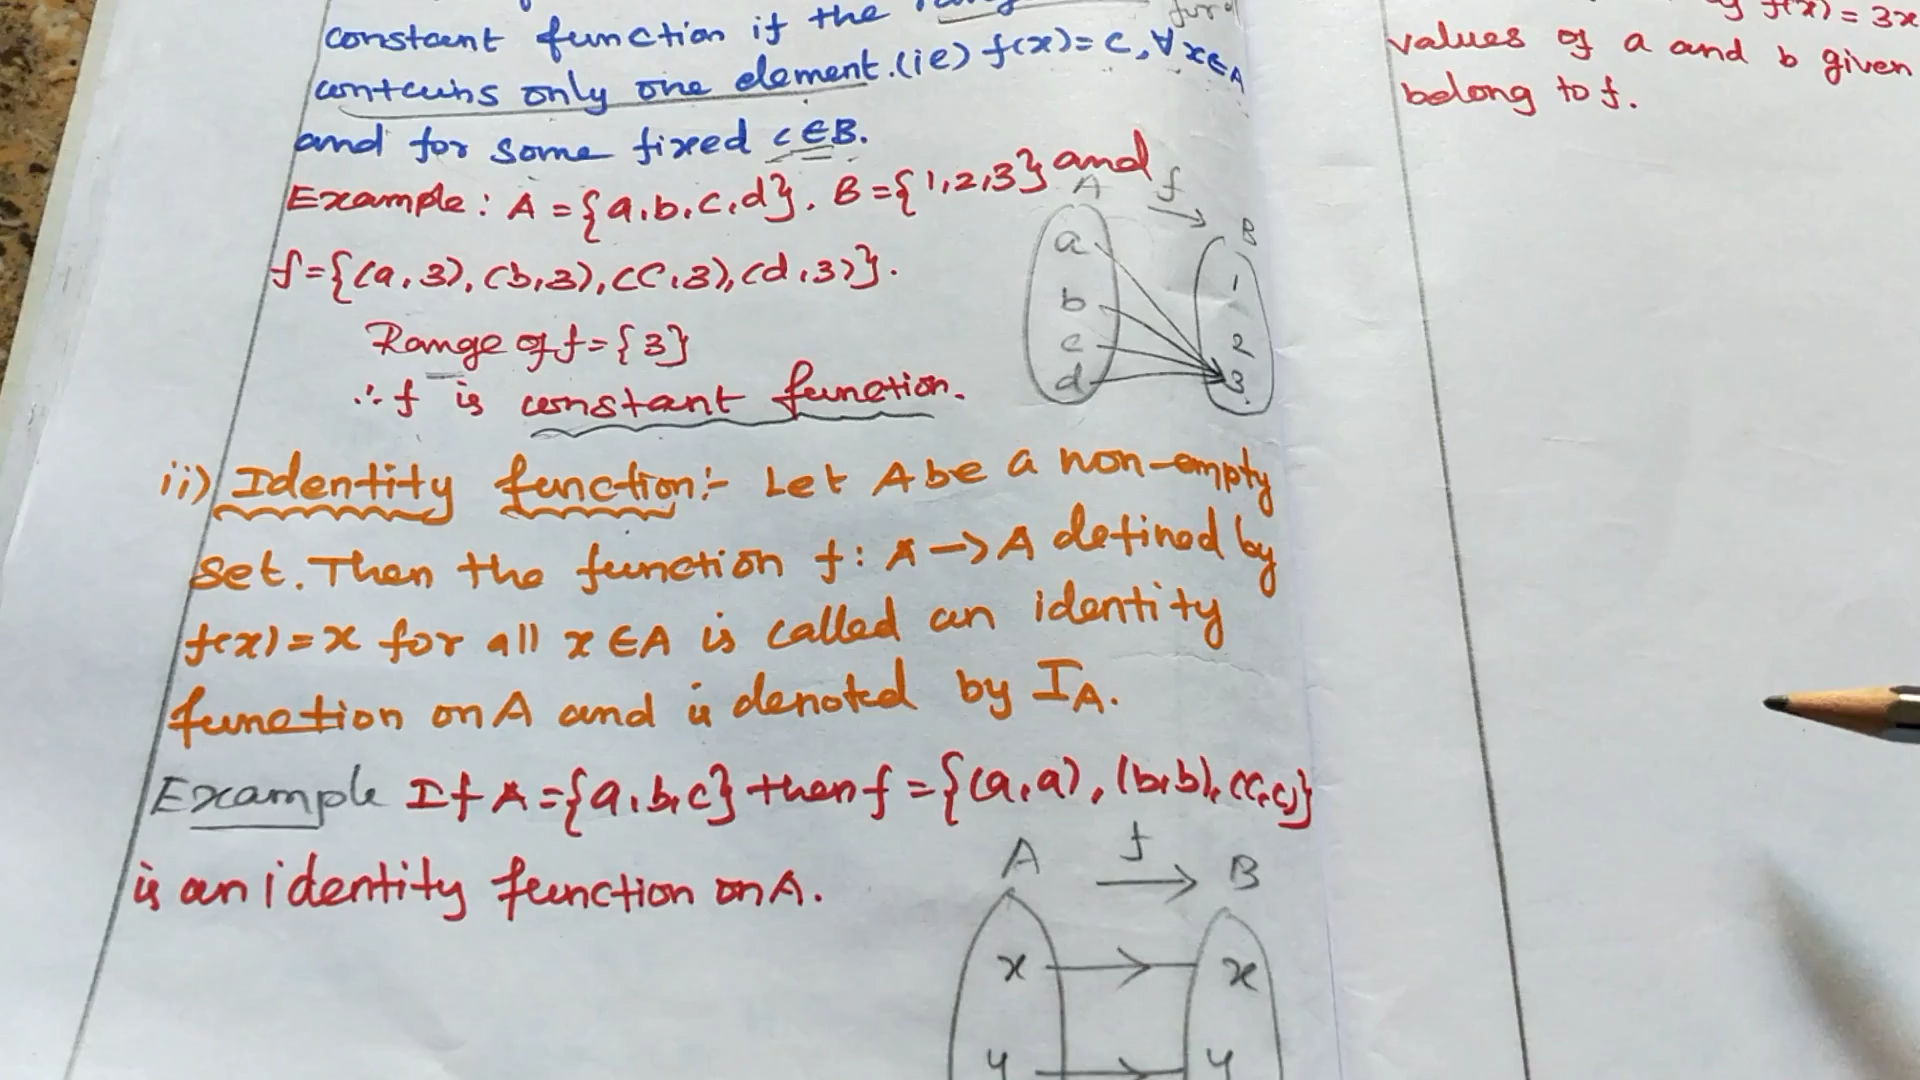 constant function if the
contains only one element. (ie) f(x) = c, ∀ x∈A
and for some fixed c∈B.
Example: A = {a,b,c,d}. B = {1,2,3} and
f = {(a,3), (b,3), (c,3), (d,3)}.
Range of f = {3}
∴ f is constant function.
A f B
a
b
c
d
1
2
3
ii) Identity function:- Let A be a non-empty
set. Then the function f: A → A defined by
f(x) = x for all x ∈ A is called an identity
function on A and is denoted by I_A.
Example If A = {a,b,c} then f = {(a,a), (b,b), (c,c)}
is an identity function on A.
A f B
x x
y y
f(x) = 3x
values of a and b given
belong to f.